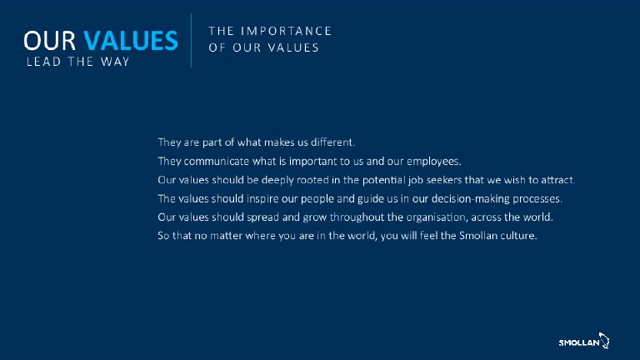 OUR VALUES
LEAD THE WAY
THE IMPORTANCE
OF OUR VALUES
They are part of what makes us different.
They communicate what is important to us and our employees.
Our values should be deeply rooted in the potential job seekers that we wish to attract.
The values should inspire our people and guide us in our decision-making processes.
Our values should spread and grow throughout the organisation, across the world.
So that no matter where you are in the world, you will feel the Smollan culture.
SMOLLAN